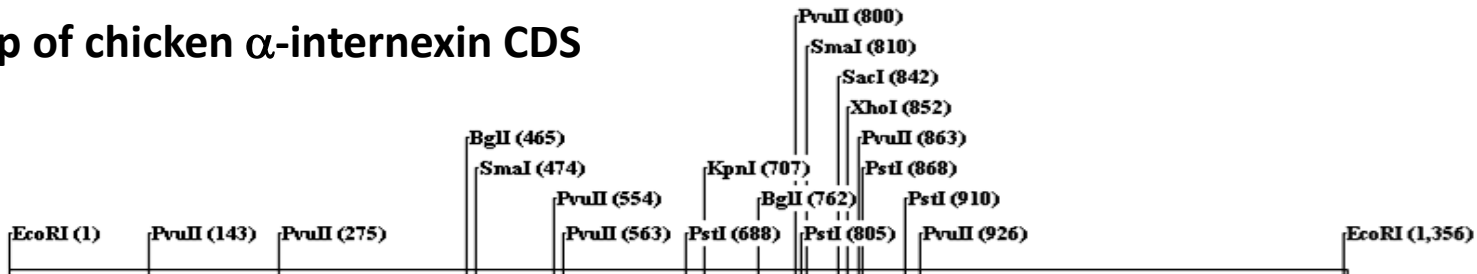 p of chicken α-internexin CDS
PvuII (800)
SmaI (810)
SacI (842)
XhoI (852)
BglI (465) PvuII (863)
SmaI (474) KpnI (707) PstI (868)
PvuII (554) BglI (762) PstI (910)
EcoRI (1) PvuII (143) PvuII (275) PvuII (563) PstI (688) PstI (805) PvuII (926) EcoRI (1,356)